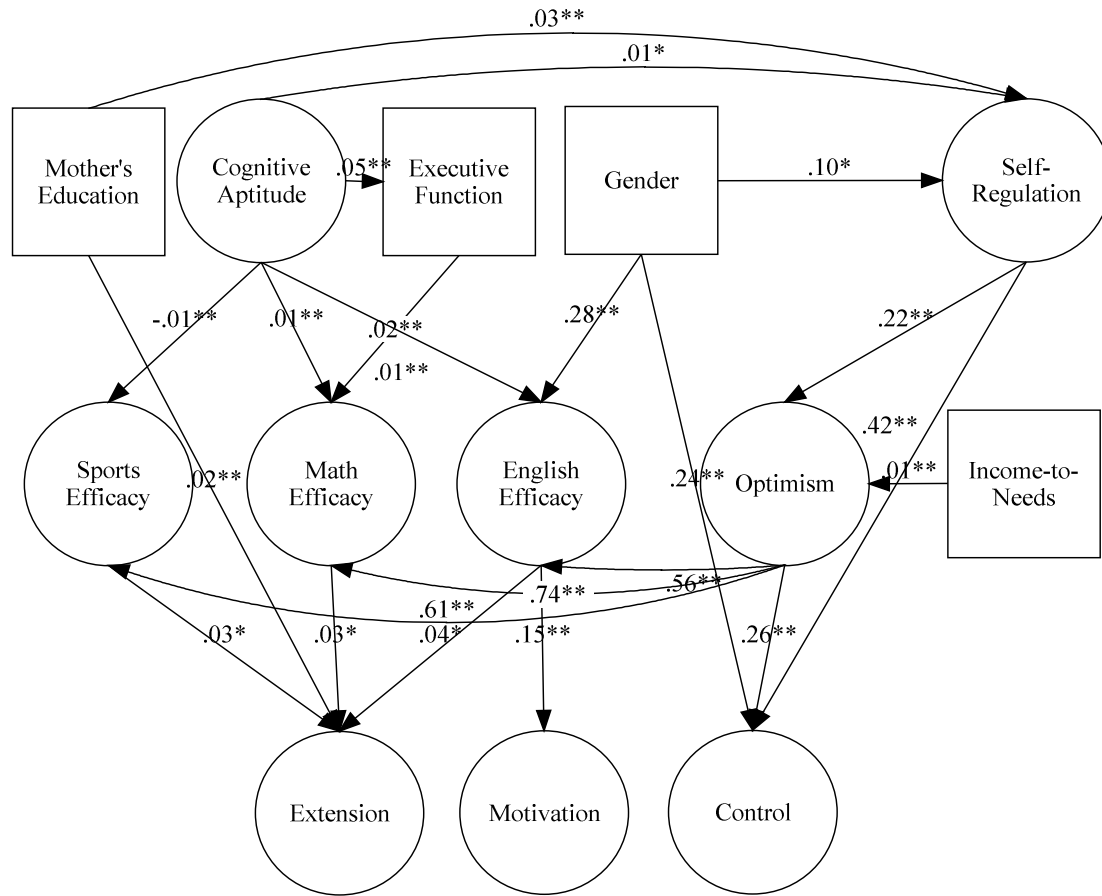 .03**
.01*
Mother's
Education
Cognitive
Aptitude
.05**
Executive
Function
Gender
.10*
Self-
Regulation
-.01**
.01**
.02**
.01**
.28**
.22**
.42**
Sports
Efficacy
.02**
Math
Efficacy
English
Efficacy
.24**
Optimism
.01**
Income-to-
Needs
.61**
.74**
.56**
.03*
.03*
.04*
.15**
.26**
Extension
Motivation
Control